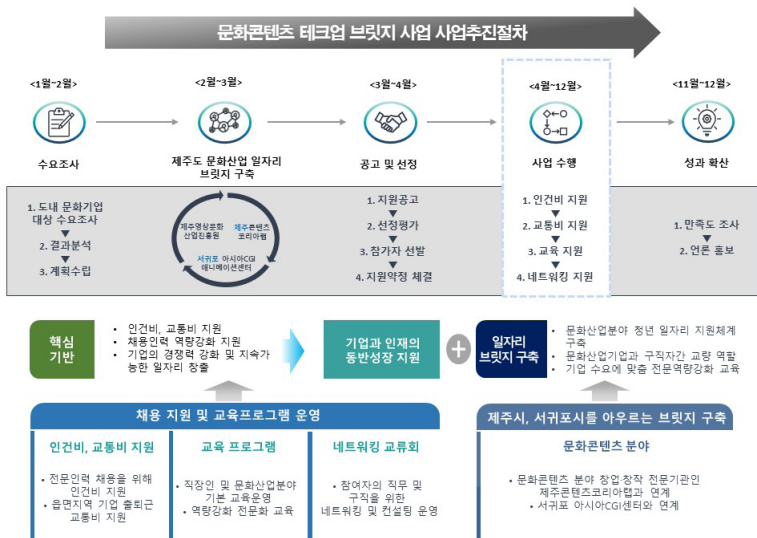 문화콘텐츠 테크업 브릿지 사업 사업추진절차
<1월~2월>
<2월~3월>
<3월~4월>
<4월~12월>
<11월~12월>
수요조사
제주도 문화산업 일자리
브릿지 구축
공고 및 선정
사업 수행
성과 확산
1. 도내 문화기업
대상 수요조사
2. 결과분석
3. 계획수립
제주영상문화
산업진흥원
제주콘텐츠
코리아랩
서귀포 아시아CGI
애니메이션센터
1. 지원공고
2. 선정평가
3. 참가자 선발
4. 지원약정 체결
1. 인건비 지원
2. 교통비 지원
3. 교육 지원
4. 네트워킹 지원
1. 만족도 조사
2. 언론 홍보
핵심
기반
• 인건비, 교통비 지원
• 채용인력 역량강화 지원
• 기업의 경쟁력 강화 및 지속가
능한 일자리 창출
기업과 인재의
동반성장 지원
일자리
브릿지 구축
• 문화산업분야 청년 일자리 지원체계
구축
• 문화산업기업과 구직자간 교량 역할
• 기업 수요에 맞춤 전문역량강화 교육
채용 지원 및 교육프로그램 운영
인건비, 교통비 지원
• 전문인력 채용을 위해
인건비 지원
• 읍면지역 기업 출퇴근
교통비 지원
교육 프로그램
• 직장인 및 문화산업분야
기본 교육운영
• 역량강화 전문화 교육
네트워킹 교류회
• 참여자의 직무 및
구직을 위한
네트워킹 및 컨설팅 운영
제주시, 서귀포시를 아우르는 브릿지 구축
문화콘텐츠 분야
• 문화콘텐츠 분야 창업·창작 전문기관인
제주콘텐츠코리아랩과 연계
• 서귀포 아시아CGI센터와 연계